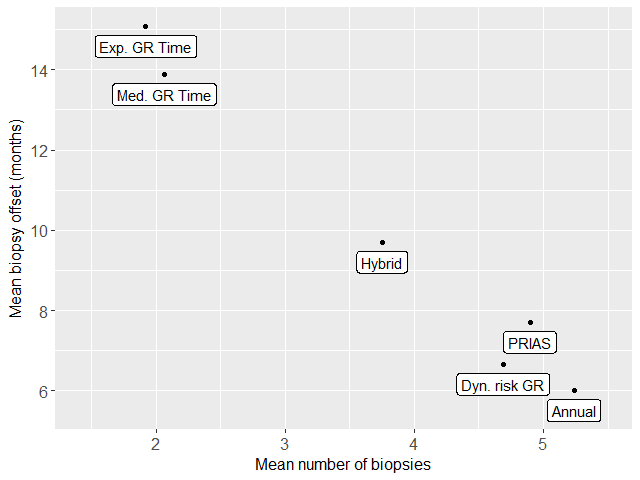 Exp. GR Time
Med. GR Time
Hybrid
PRIAS
Dyn. risk GR
Annual
14
12
10
8
6
2
3
4
5
Mean number of biopsies
Mean biopsy offset (months)